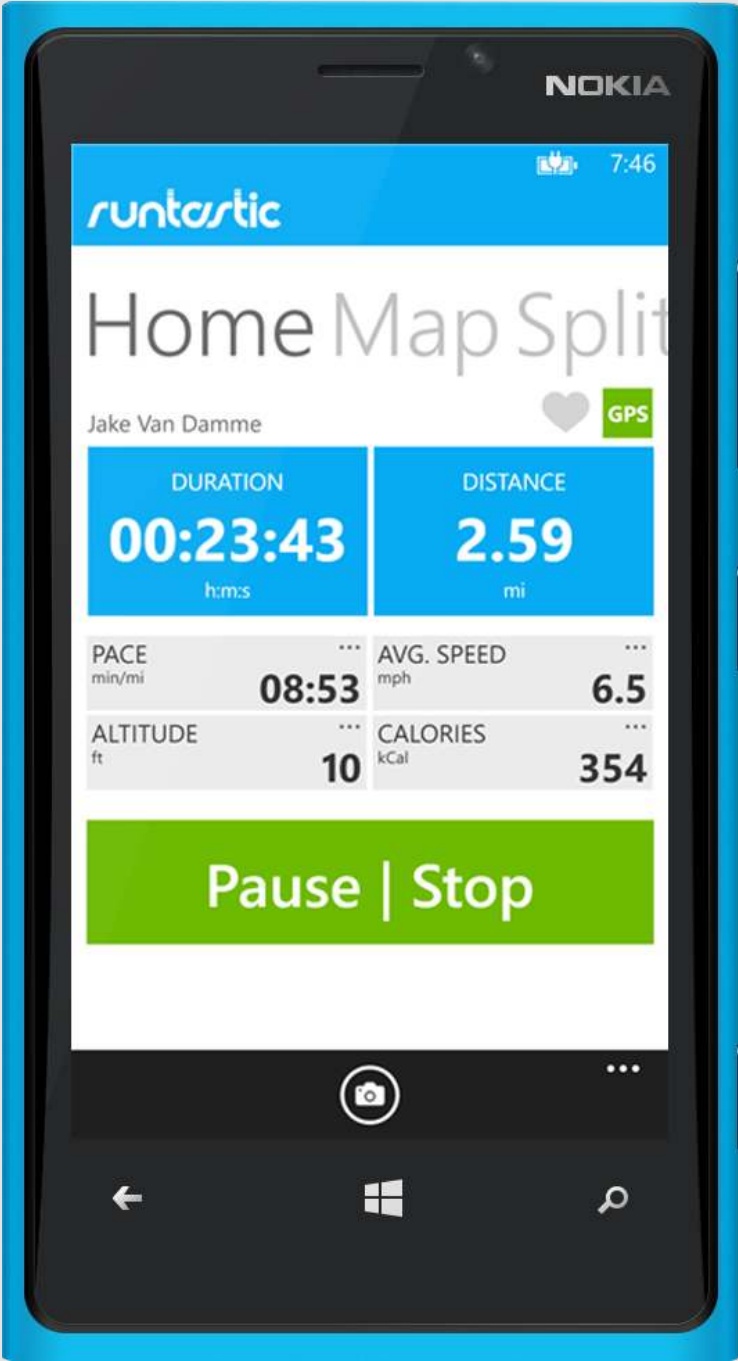 NOKIA
7:46
runtastic
Home Map Split
Jake Van Damme
GPS
DURATION
DISTANCE
00:23:43
2.59
h:m:s
mi
PACE
min/mi
08:53
AVG. SPEED
mph
6.5
ALTITUDE
ft
10
CALORIES
kCal
354
Pause | Stop